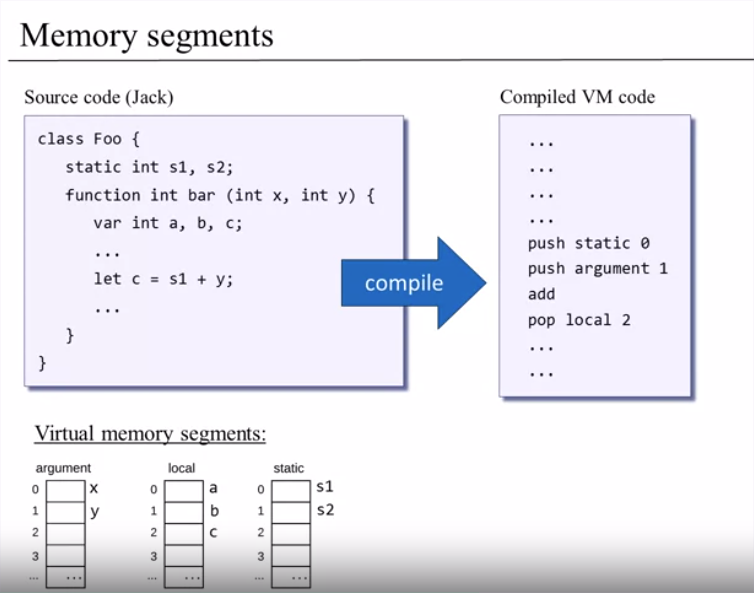 Memory segments
Source code (Jack)
class Foo {
static int s1, s2;
function int bar (int x, int y) {
var int a, b, c;
...
let c = s1 + y;
...
}
}
compile
Compiled VM code
...
...
...
...
push static 0
push argument 1
add
pop local 2
...
...
Virtual memory segments:
argument
0 x
1 y
2
3
... ...
local
0 a
1 b
2 c
3
... ...
static
0 s1
1 s2
2
3
... ...